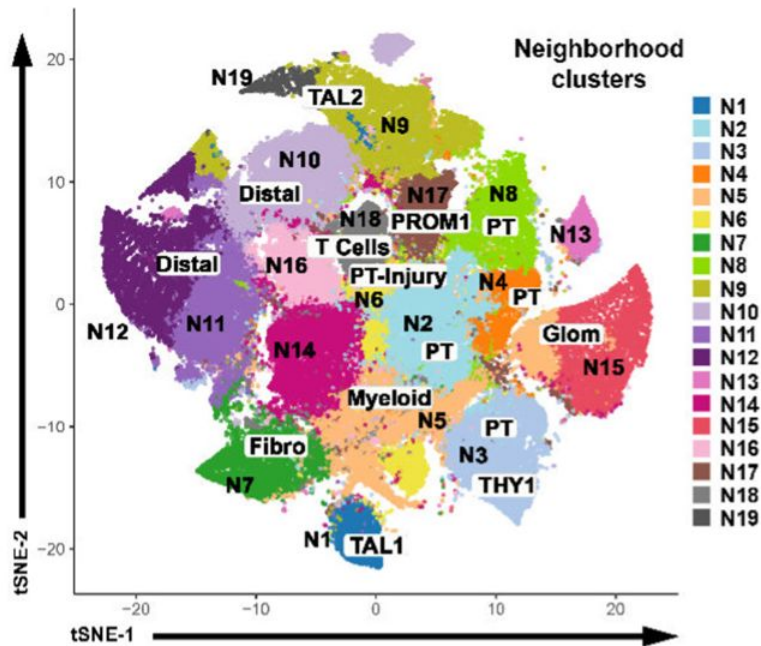 Neighborhood
clusters
N19
TAL2
N9
N10
Distal
N17
N8
N18
PROM1
PT
N13
T Cells
Distal
N16
PT-Injury
N4
PT
N6
N12
N11
N2
Glom
N14
PT
N15
Myeloid
N5
PT
Fibro
N3
N7
THY1
N1
TAL1
N1
N2
N3
N4
N5
N6
N7
N8
N9
N10
N11
N12
N13
N14
N15
N16
N17
N18
N19
20
10
0
−10
−20
tSNE-2
−20
−10
0
10
20
tSNE-1